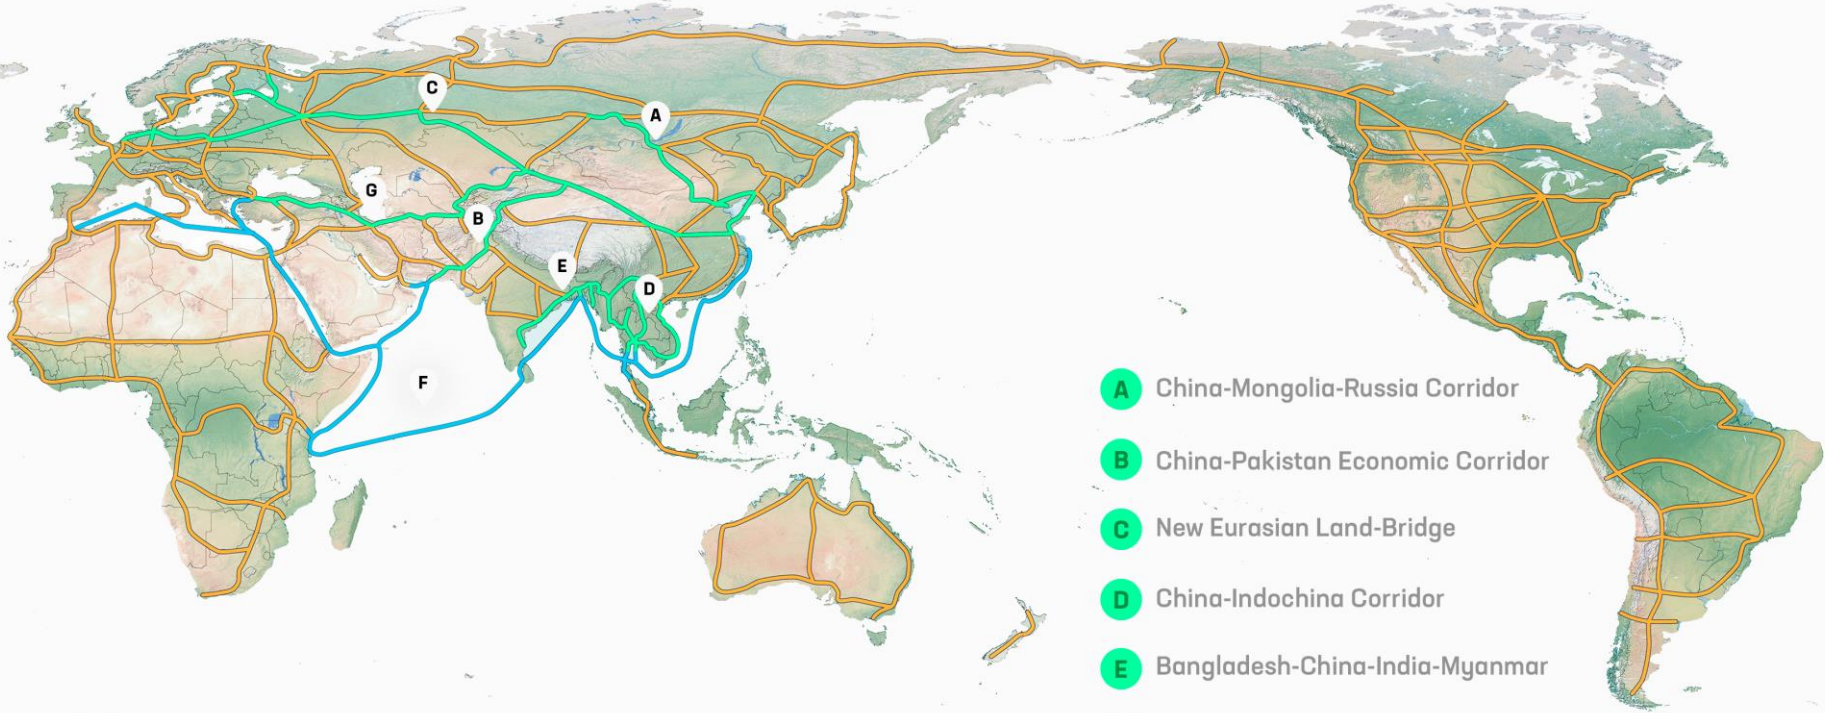 C
A
G
B
E
D
F
A China-Mongolia-Russia Corridor
B China-Pakistan Economic Corridor
C New Eurasian Land-Bridge
D China-Indochina Corridor
E Bangladesh-China-India-Myanmar